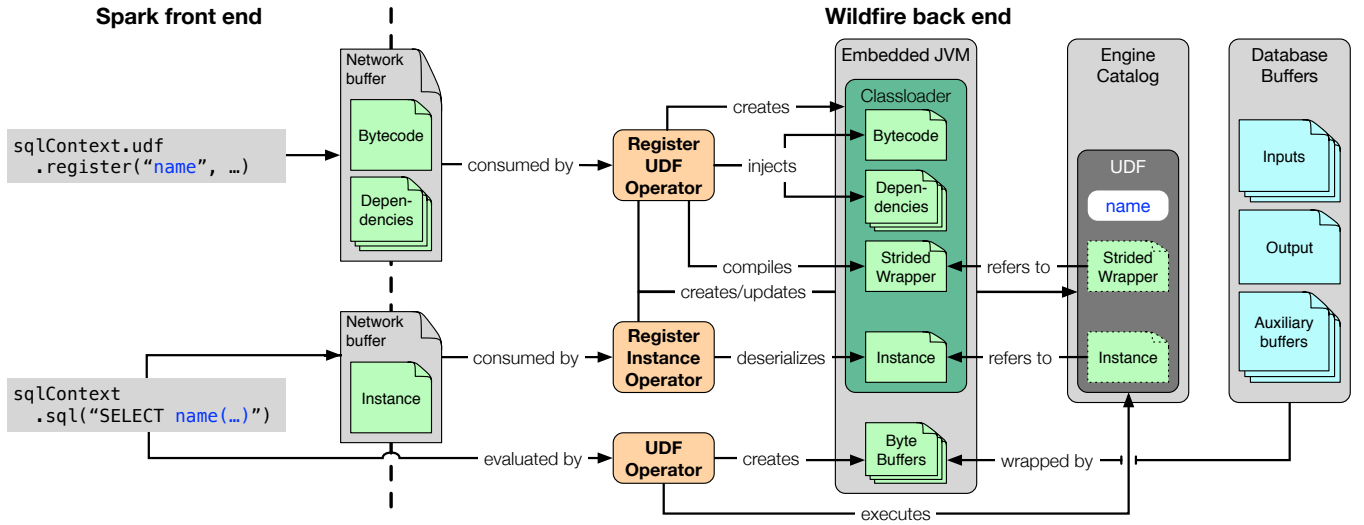 Spark front end
Wildfire back end
Network
buffer
Bytecode
Depen-
dencies
sqlContext.udf
.register(“name”, …)
consumed by
Register
UDF
Operator
creates
injects
compiles
creates/updates
Embedded JVM
Classloader
Bytecode
Depen-
dencies
Strided
Wrapper
refers to
Engine
Catalog
UDF
name
Strided
Wrapper
Database
Buffers
Inputs
Output
Auxiliary
buffers
Network
buffer
Instance
sqlContext
.sql(“SELECT name(…)”)
consumed by
Register
Instance
Operator
deserializes
Instance
refers to
Instance
evaluated by
UDF
Operator
creates
Byte
Buffers
wrapped by
executes